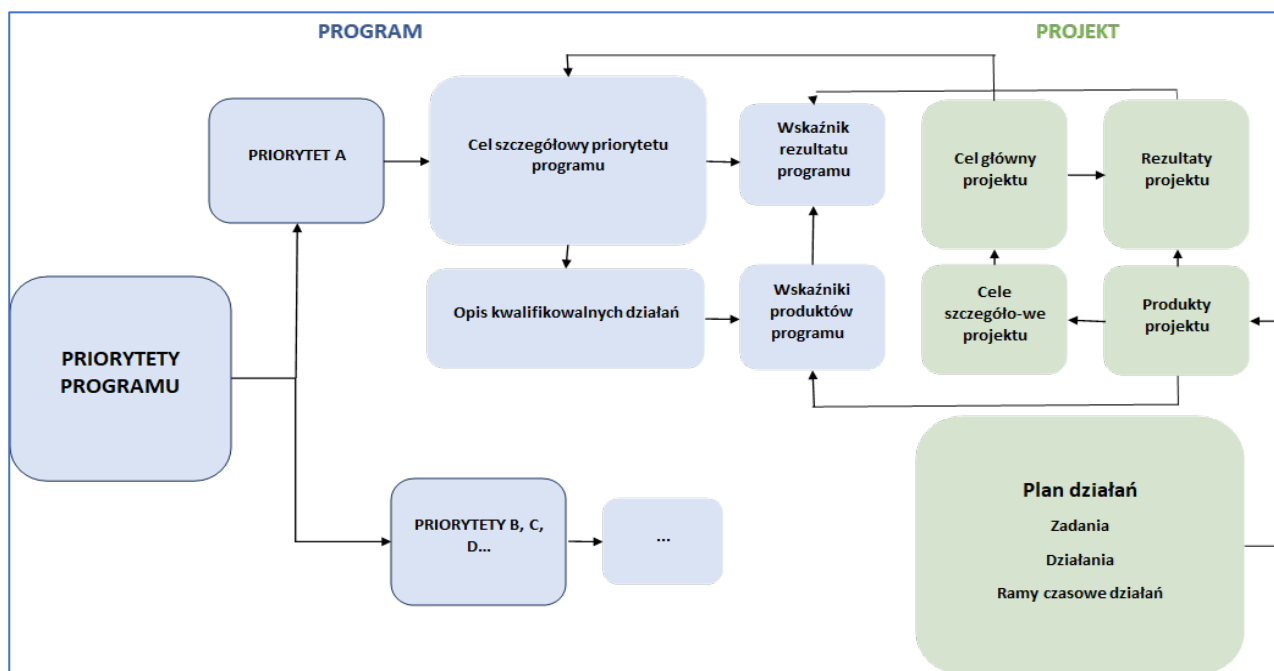 PROGRAM
PROJEKT
PRIORYTET A
Cel szczegółowy priorytetu
programu
Wskaźnik
rezultatu
programu
Cel główny
projektu
Rezultaty
projektu
Opis kwalifikowalnych działań
Wskaźniki
produktów
programu
Cele
szczegóło-we
projektu
Produkty
projektu
PRIORYTETY
PROGRAMU
PRIORYTETY B, C,
D...
...
Plan działań
Zadania
Działania
Ramy czasowe działań